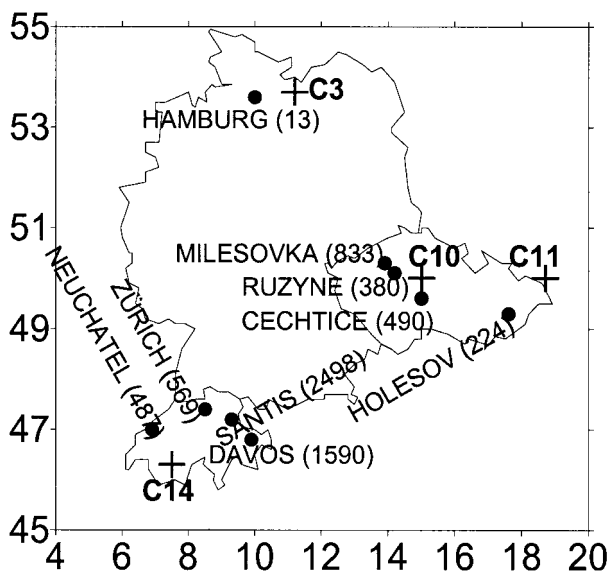 55
C3
HAMBURG (13)
53
51
MILESOVKA (833)
C10
C11
RUZYNE (380)
CECHTICE (490)
49
NEUCHATEL (487)
ZURICH (569)
SANTIS (2498)
HOLESOV (224)
47
DAVOS (1590)
C14
45
4 6 8 10 12 14 16 18 20